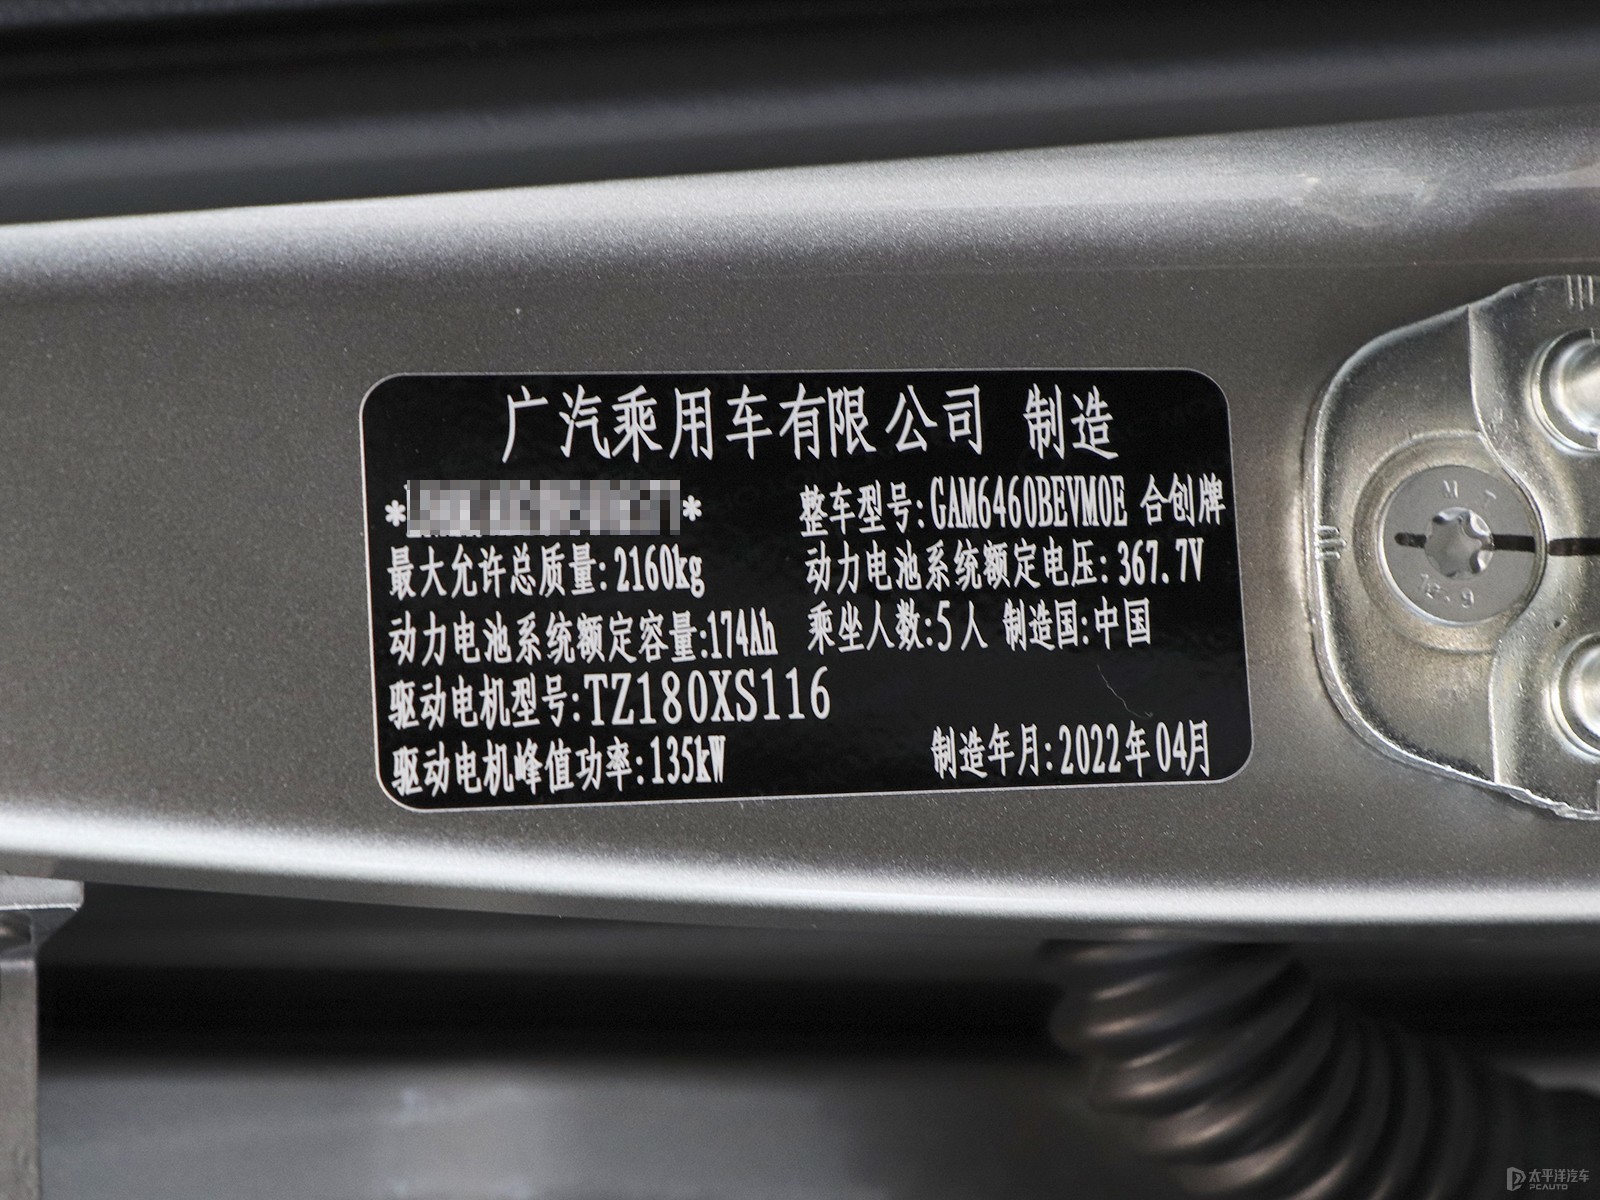 广汽乘用车有限公司 制造
* * 整车型号:GAM6460BEVM0E 合创牌
最大允许总质量:2160kg 动力电池系统额定电压:367.7V
动力电池系统额定容量:174Ah 乘坐人数:5人 制造国:中国
驱动电机型号:TZ180XS116
驱动电机峰值功率:135kW 制造年月:2022年04月
太平洋汽车
PCAUTO